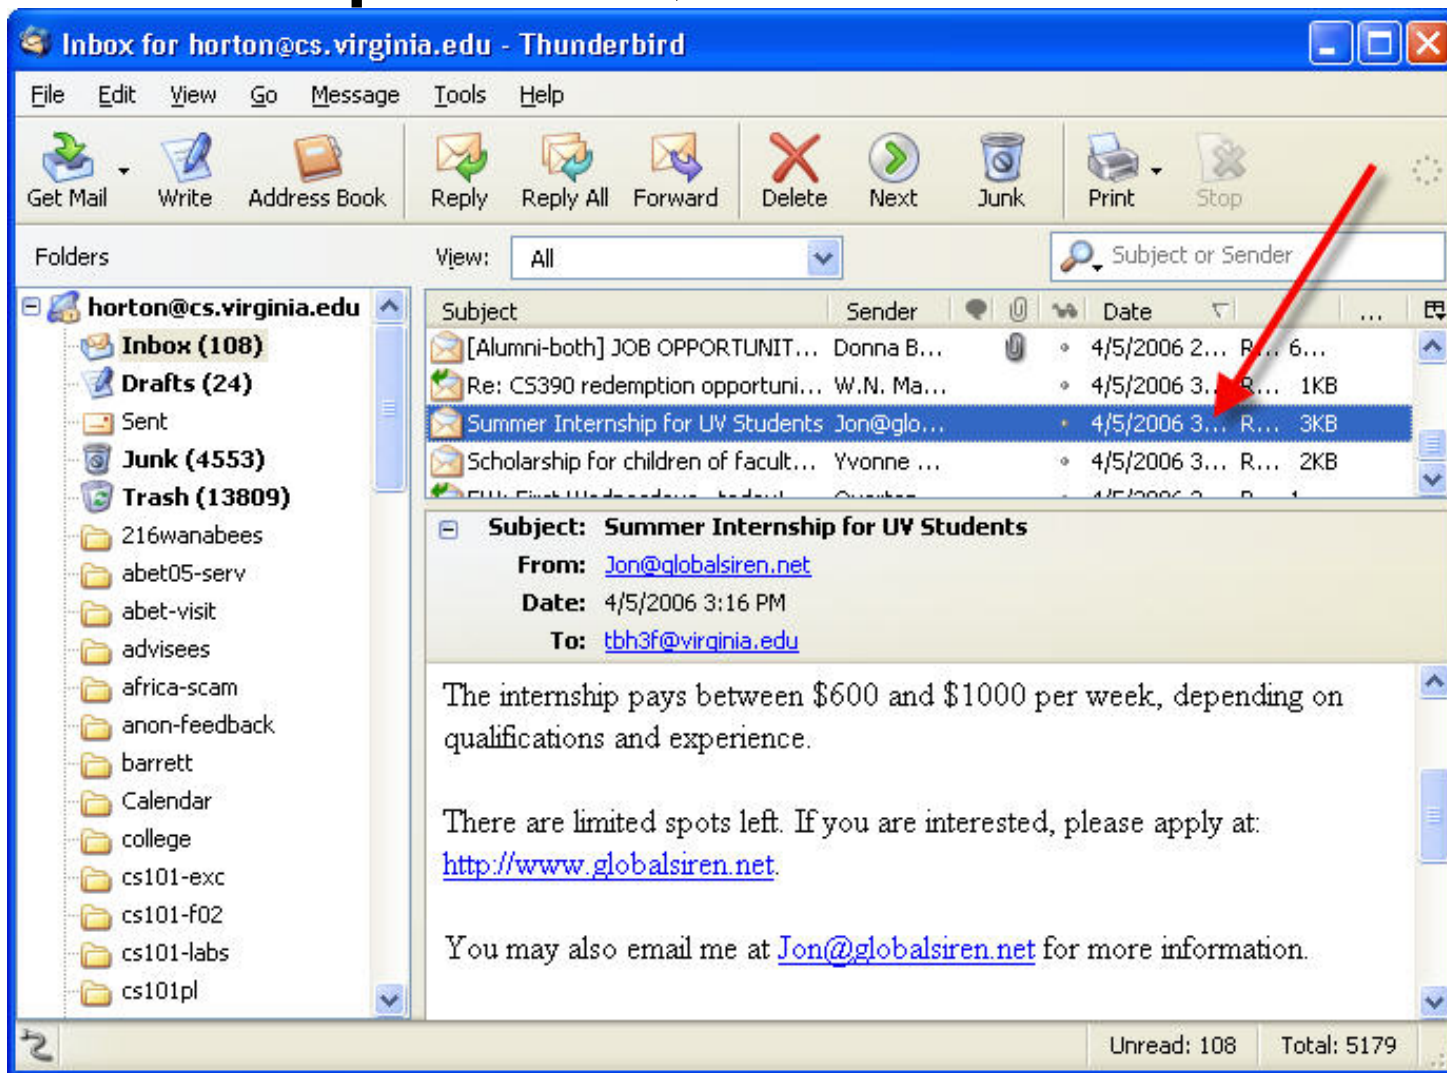 Inbox for horton@cs.virginia.edu - Thunderbird
File Edit View Go Message Tools Help
Get Mail Write Address Book Reply Reply All Forward Delete Next Junk Print Stop
Folders View: All Subject or Sender
horton@cs.virginia.edu
Inbox (108)
Drafts (24)
Sent
Junk (4553)
Trash (13809)
216wanabees
abet05-serv
abet-visit
advisees
africa-scam
anon-feedback
barrett
Calendar
college
cs101-exc
cs101-f02
cs101-labs
cs101pl
Subject Sender Date ...
[Alumni-both] JOB OPPORTUNIT... Donna B... 4/5/2006 2... R... 6...
Re: CS390 redemption opportuni... W.N. Ma... 4/5/2006 3... R... 1KB
Summer Internship for UV Students Jon@glo... 4/5/2006 3... R... 3KB
Scholarship for children of facult... Yvonne ... 4/5/2006 3... R... 2KB
Subject: Summer Internship for UV Students
From: Jon@globalsiren.net
Date: 4/5/2006 3:16 PM
To: tbh3f@virginia.edu
The internship pays between $600 and $1000 per week, depending on
qualifications and experience.
There are limited spots left. If you are interested, please apply at:
http://www.globalsiren.net.
You may also email me at Jon@globalsiren.net for more information.
Unread: 108 Total: 5179